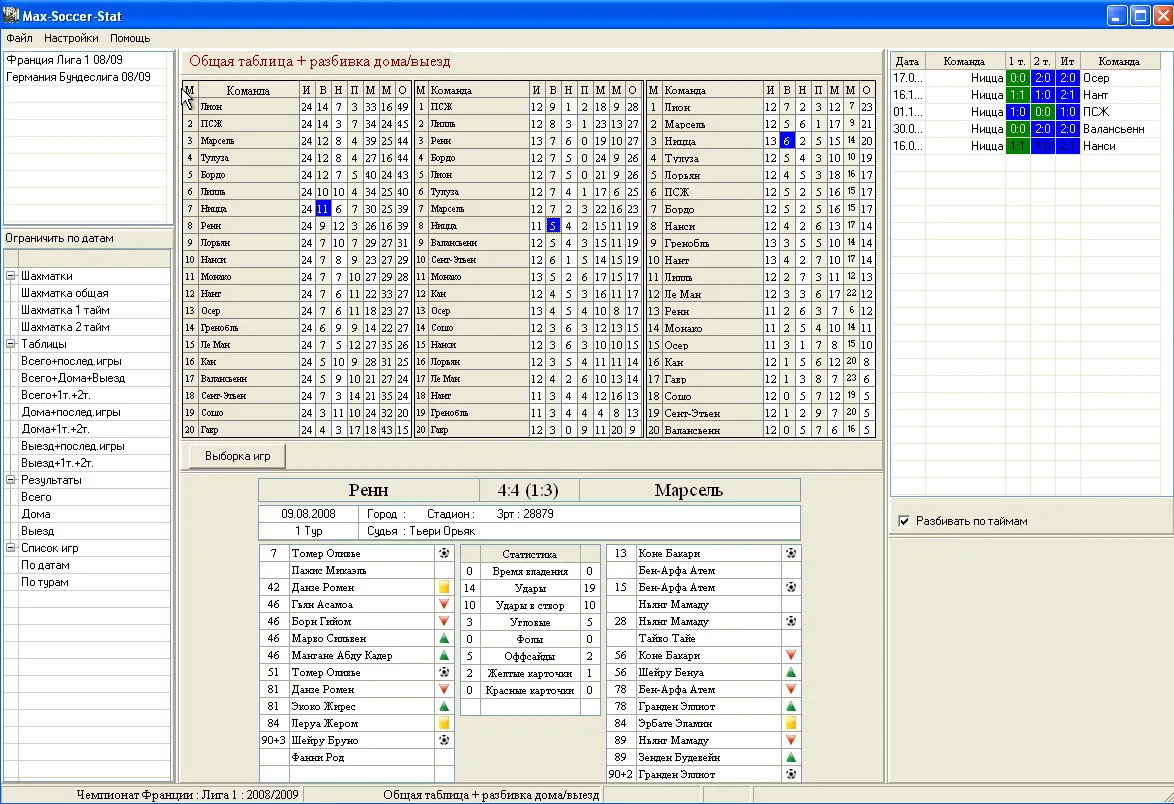 Max-Soccer-Stat
Файл Настройки Помощь
Франция Лига 1 08/09
Германия Бундеслига 08/09
Ограничить по датам
Шахматки
Шахматка общая
Шахматка 1 тайм
Шахматка 2 тайм
Таблицы
Всего+послед.игры
Всего+Дома+Выезд
Всего+1т.+2т.
Дома+послед.игры
Дома+1т.+2т.
Выезд+послед.игры
Выезд+1т.+2т.
Результаты
Всего
Дома
Выезд
Список игр
По датам
По турам
Общая таблица + разбивка дома/выезд
М Команда И В Н П М М О
1 Лион 24 14 7 3 33 16 49
2 ПСЖ 24 14 3 7 34 24 45
3 Марсель 24 12 8 4 39 25 44
4 Тулуза 24 12 8 4 27 16 44
5 Бордо 24 12 7 5 40 24 43
6 Лилль 24 10 10 4 34 25 40
7 Ницца 24 11 6 7 30 25 39
8 Ренн 24 9 12 3 26 16 39
9 Лорьян 24 7 10 7 29 27 31
10 Нанси 24 7 8 9 23 27 29
11 Монако 24 7 7 10 27 29 28
12 Нант 24 7 6 11 22 33 27
13 Осер 24 7 6 11 18 23 27
14 Гренобль 24 6 9 9 14 22 27
15 Ле Ман 24 7 5 12 27 35 26
16 Кан 24 5 10 9 28 31 25
17 Валансьенн 24 5 9 10 21 27 24
18 Сент-Этьен 24 7 3 14 21 35 24
19 Сошо 24 3 11 10 24 32 20
20 Гавр 24 4 3 17 18 43 15
М Команда И В Н П М М О
1 ПСЖ 12 9 1 2 18 9 28
2 Лилль 12 8 3 1 23 13 27
3 Ренн 13 7 6 0 19 10 27
4 Бордо 12 7 5 0 24 9 26
5 Лион 12 7 5 0 21 9 26
6 Тулуза 12 7 4 1 17 6 25
7 Марсель 12 7 2 3 22 16 23
8 Ницца 11 5 4 2 15 11 19
9 Валансьенн 12 5 4 3 15 11 19
10 Сент-Этьен 12 6 1 5 14 15 19
11 Монако 13 5 2 6 17 15 17
12 Кан 12 4 5 3 16 11 17
13 Осер 13 4 5 4 10 8 17
14 Сошо 12 3 6 3 12 13 15
15 Нанси 12 3 6 3 10 10 15
16 Лорьян 12 3 5 4 11 11 14
17 Ле Ман 12 4 2 6 10 13 14
18 Нант 11 3 4 4 12 16 13
19 Гренобль 11 3 4 4 4 8 13
20 Гавр 12 3 0 9 11 20 9
М Команда И В Н П М М О
1 Лион 12 7 2 3 12 7 23
2 Марсель 12 5 6 1 17 9 21
3 Ницца 13 6 2 5 15 14 20
4 Тулуза 12 5 4 3 10 10 19
5 Лорьян 12 4 5 3 18 16 17
6 ПСЖ 12 5 2 5 16 15 17
7 Бордо 12 5 2 5 16 15 17
8 Нанси 12 4 2 6 13 17 14
9 Гренобль 13 3 5 5 10 14 14
10 Нант 13 4 2 7 10 17 14
11 Лилль 12 2 7 3 11 12 13
12 Ле Ман 12 3 3 6 17 22 12
13 Ренн 11 2 6 3 7 6 12
14 Монако 11 2 5 4 10 14 11
15 Осер 11 3 1 7 8 15 10
16 Кан 12 1 5 6 12 20 8
17 Гавр 12 1 3 8 7 23 6
18 Сошо 12 0 5 7 12 19 5
19 Сент-Этьен 12 1 2 9 7 20 5
20 Валансьенн 12 0 5 7 6 16 5
Выборка игр
Ренн 4:4 (1:3) Марсель
09.08.2008 Город : Стадион : Зрт : 28879
1 Тур Судья : Тьери Орьяк
7 Томер Оливье
Пажис Микаэль
42 Данзе Ромен
46 Гьян Асамоа
46 Борн Гийом
46 Марво Сильвен
46 Мангане Абду Кадер
51 Томер Оливье
81 Данзе Ромен
81 Экоко Жирес
84 Леруа Жером
90+3 Шейру Бруно
Фанни Род
Статистика
0 Время владения 0
14 Удары 19
10 Удары в створ 10
3 Угловые 5
0 Фолы 0
5 Оффсайды 2
2 Желтые карточки 1
0 Красные карточки 0
13 Коне Бакари
Бен-Арфа Атем
15 Бен-Арфа Атем
Ньянг Мамаду
28 Ньянг Мамаду
Тайво Тайе
56 Коне Бакари
56 Шейру Бенуа
78 Бен-Арфа Атем
78 Гранден Эллиот
84 Эрбате Эламин
89 Ньянг Мамаду
89 Зенден Будевейн
90+2 Гранден Эллиот
Дата Команда 1 т. 2 т. Ит Команда
17.0... Ницца 0:0 2:0 2:0 Осер
16.1... Ницца 1:1 1:0 2:1 Нант
01.1... Ницца 1:0 0:0 1:0 ПСЖ
30.0... Ницца 0:0 2:0 2:0 Валансьенн
16.0... Ницца 1:1 1:0 2:1 Нанси
Разбивать по таймам
Чемпионат Франции : Лига 1 : 2008/2009 Общая таблица + разбивка дома/выезд